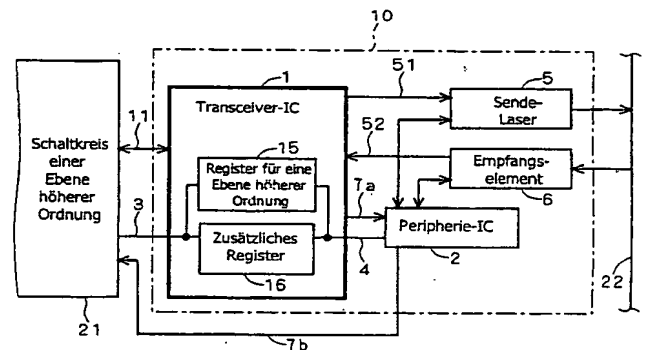 10
1
51
5
Transceiver-IC
Sende-
Laser
Schaltkreis
einer
Ebene
höherer
Ordnung
11
15
52
Register für eine
Ebene höherer
Ordnung
Empfangs-
element
6
7a
3
Zusätzliches
Register
4
Peripherie-IC
2
16
22
21
7b